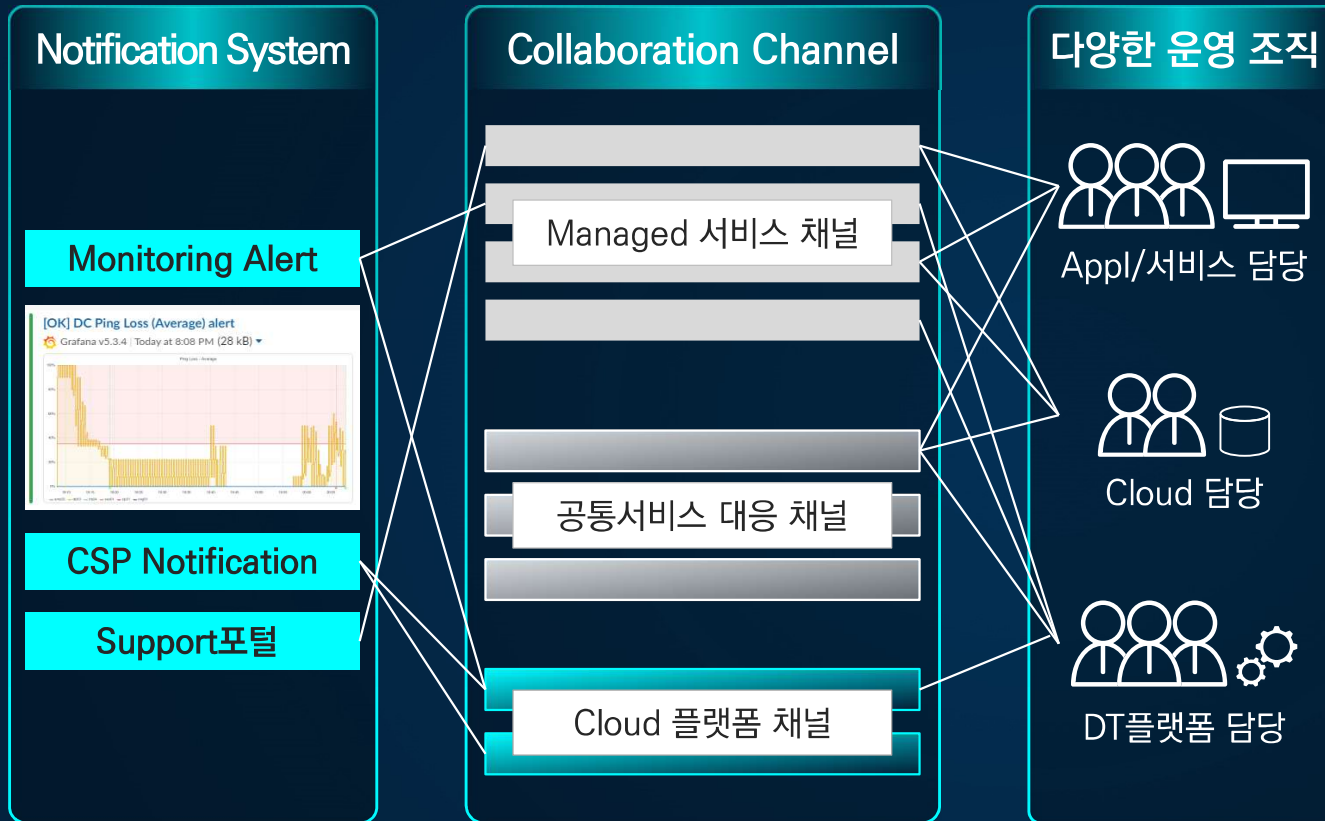 Notification System
Monitoring Alert
[OK] DC Ping Loss (Average) alert
Grafana v5.3.4 | Today at 8:08 PM (28 kB)
Ping Loss - Average
CSP Notification
Support포털
Collaboration Channel
Managed 서비스 채널
공통서비스 대응 채널
Cloud 플랫폼 채널
다양한 운영 조직
Appl/서비스 담당
Cloud 담당
DT플랫폼 담당